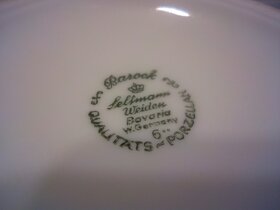 Barock
Seltmann
Weiden
Bavaria
W. Germany
6
QUALITÄTS PORZELLAN